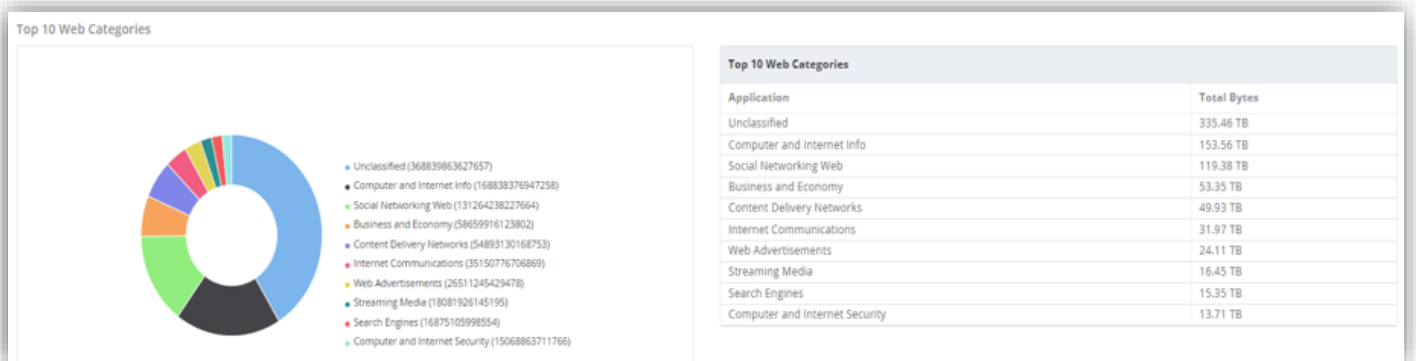 Top 10 Web Categories
Unclassified (368839863627657)
Computer and Internet Info (168838376947258)
Social Networking Web (131264238227664)
Business and Economy (58659916123802)
Content Delivery Networks (54893130168753)
Internet Communications (35150776706869)
Web Advertisements (26511245429478)
Streaming Media (18081926145195)
Search Engines (16875105998554)
Computer and Internet Security (15068863711766)
Top 10 Web Categories
Application Total Bytes
Unclassified 335.46 TB
Computer and Internet Info 153.56 TB
Social Networking Web 119.38 TB
Business and Economy 53.35 TB
Content Delivery Networks 49.93 TB
Internet Communications 31.97 TB
Web Advertisements 24.11 TB
Streaming Media 16.45 TB
Search Engines 15.35 TB
Computer and Internet Security 13.71 TB